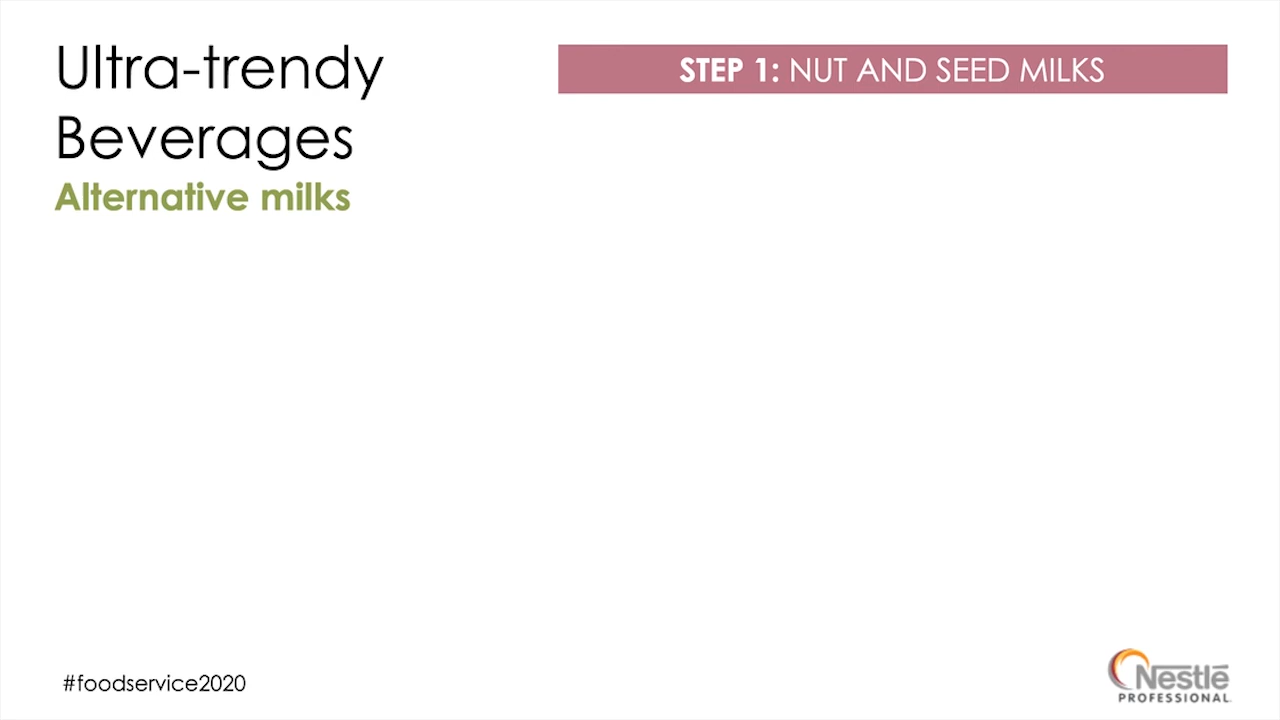 Ultra-trendy
Beverages
Alternative milks
STEP 1: NUT AND SEED MILKS
#foodservice2020
Nestlé
PROFESSIONAL.